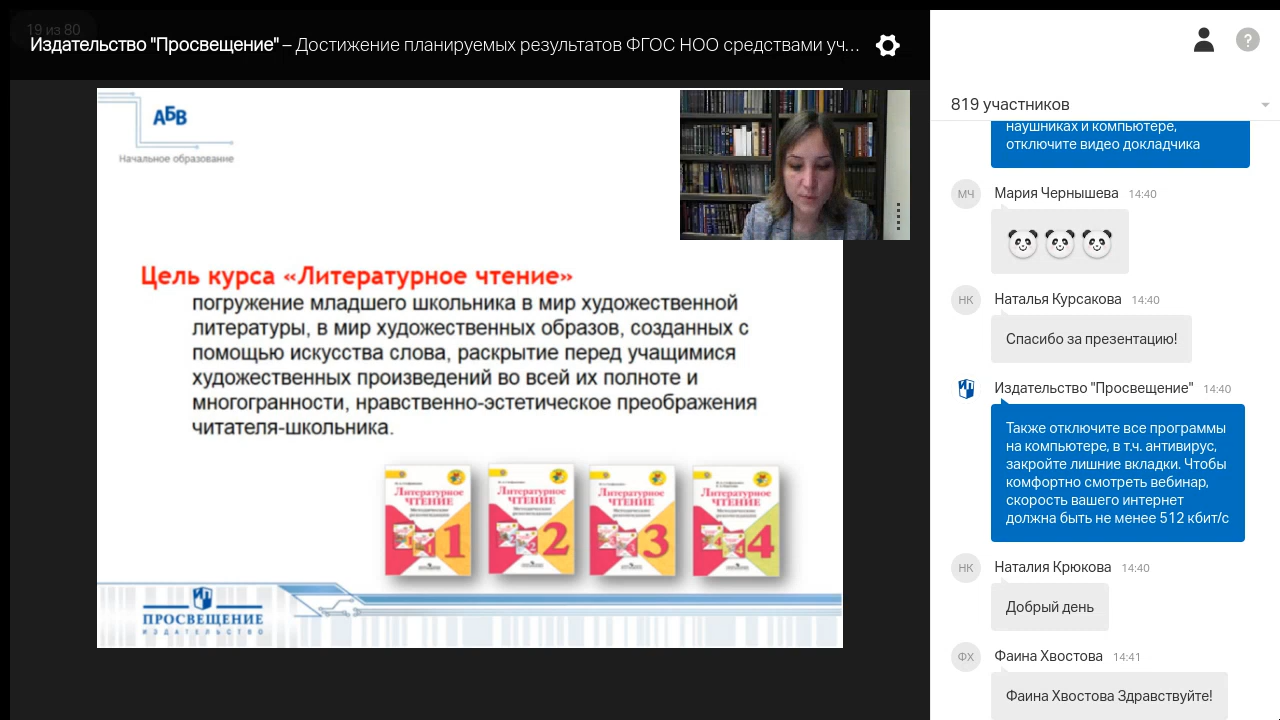 19 из 80
Издательство "Просвещение" – Достижение планируемых результатов ФГОС НОО средствами уч...
АБВ
Начальное образование
Цель курса «Литературное чтение»
погружение младшего школьника в мир художественной
литературы, в мир художественных образов, созданных с
помощью искусства слова, раскрытие перед учащимися
художественных произведений во всей их полноте и
многогранности, нравственно-эстетическое преображения
читателя-школьника.
Литературное
ЧТЕНИЕ
1
Литературное
ЧТЕНИЕ
2
Литературное
ЧТЕНИЕ
3
Литературное
ЧТЕНИЕ
4
ПРОСВЕЩЕНИЕ
ИЗДАТЕЛЬСТВО
?
819 участников
наушниках и компьютере,
отключите видео докладчика
МЧ
Мария Чернышева 14:40
НК
Наталья Курсакова 14:40
Спасибо за презентацию!
Издательство "Просвещение" 14:40
Также отключите все программы
на компьютере, в т.ч. антивирус,
закройте лишние вкладки. Чтобы
комфортно смотреть вебинар,
скорость вашего интернет
должна быть не менее 512 кбит/с
НК
Наталия Крюкова 14:40
Добрый день
ФХ
Фаина Хвостова 14:41
Фаина Хвостова Здравствуйте!